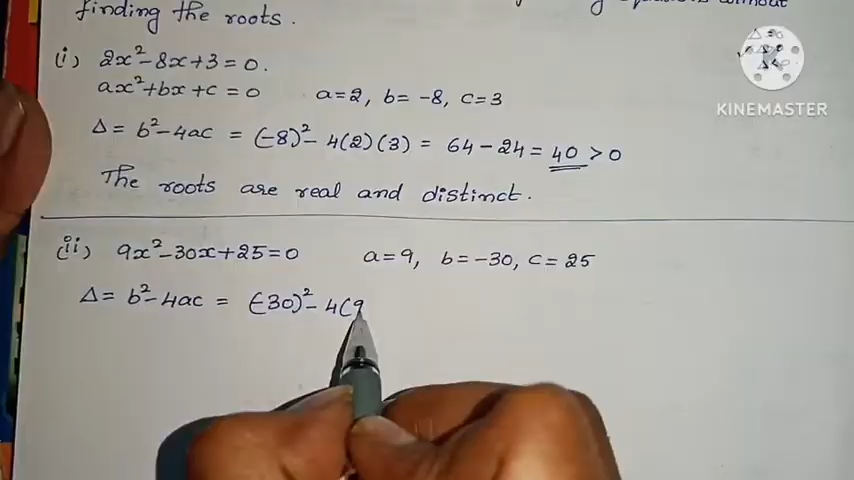 finding the roots.
(i) 2x²-8x+3=0.
ax²+bx+c=0 a=2, b=-8, c=3
Δ= b²-4ac = (-8)²-4(2)(3) = 64-24= 40 >0
The roots are real and distinct.
(ii) 9x²-30x+25=0 a=9, b=-30, c=25
Δ= b²-4ac = (-30)²-4(9
KINEMASTER